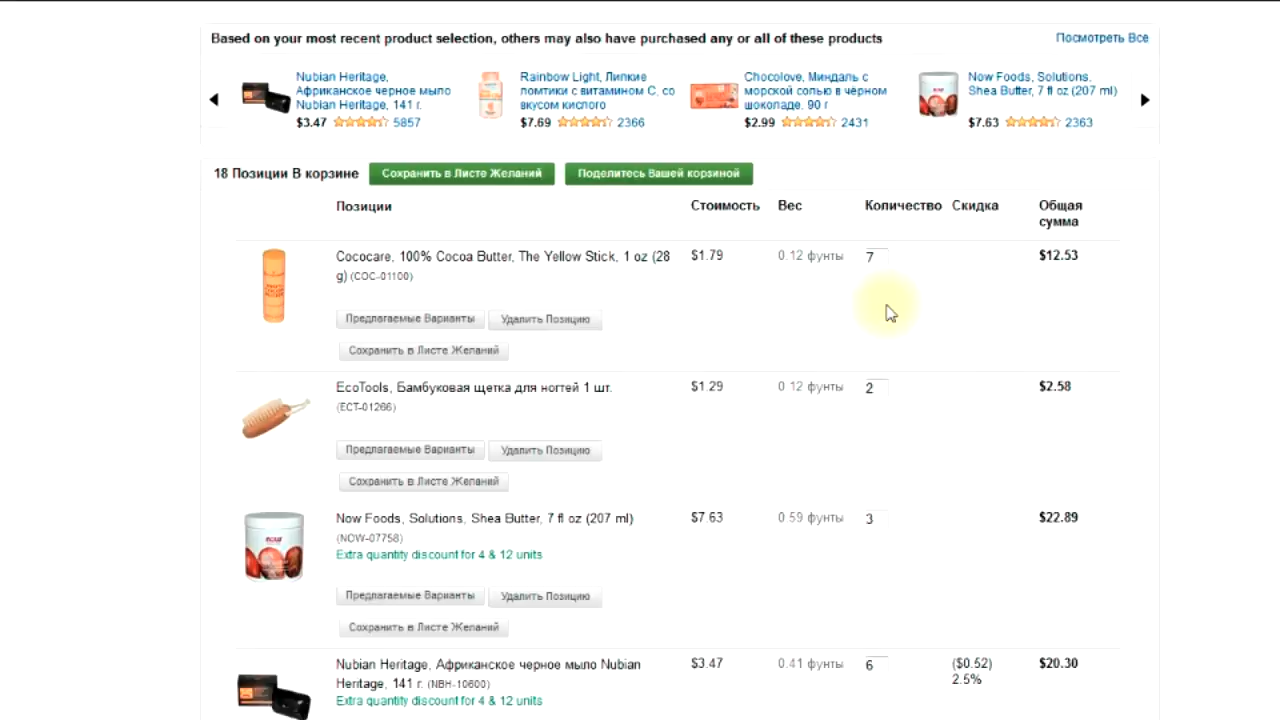 Based on your most recent product selection, others may also have purchased any or all of these products
Посмотреть Все
Nubian Heritage,
Африканское черное мыло
Nubian Heritage, 141 г.
$3.47 5857
Rainbow Light, Липкие
ломтики с витамином С, со
вкусом кислого
$7.69 2366
Chocolove, Миндаль с
морской солью в чёрном
шоколаде. 90 г
$2.99 2431
Now Foods, Solutions,
Shea Butter, 7 fl oz (207 ml)
$7.63 2363
18 Позиции В корзине
Сохранить в Листе Желаний
Поделитесь Вашей корзиной
Позиции
Стоимость
Вес
Количество
Скидка
Общая
сумма
Cococare, 100% Cocoa Butter, The Yellow Stick, 1 oz (28
g) (COC-01100)
$1.79
0.12 фунты
7
$12.53
Предлагаемые Варианты
Удалить Позицию
Сохранить в Листе Желаний
EcoTools, Бамбуковая щетка для ногтей 1 шт.
(ECT-01266)
$1.29
0.12 фунты
2
$2.58
Предлагаемые Варианты
Удалить Позицию
Сохранить в Листе Желаний
Now Foods, Solutions, Shea Butter, 7 fl oz (207 ml)
(NOW-07758)
Extra quantity discount for 4 & 12 units
$7.63
0.59 фунты
3
$22.89
now
Предлагаемые Варианты
Удалить Позицию
Сохранить в Листе Желаний
Nubian Heritage, Африканское черное мыло Nubian
Heritage, 141 г. (NBH-10600)
Extra quantity discount for 4 & 12 units
$3.47
0.41 фунты
6
($0.52)
2.5%
$20.30